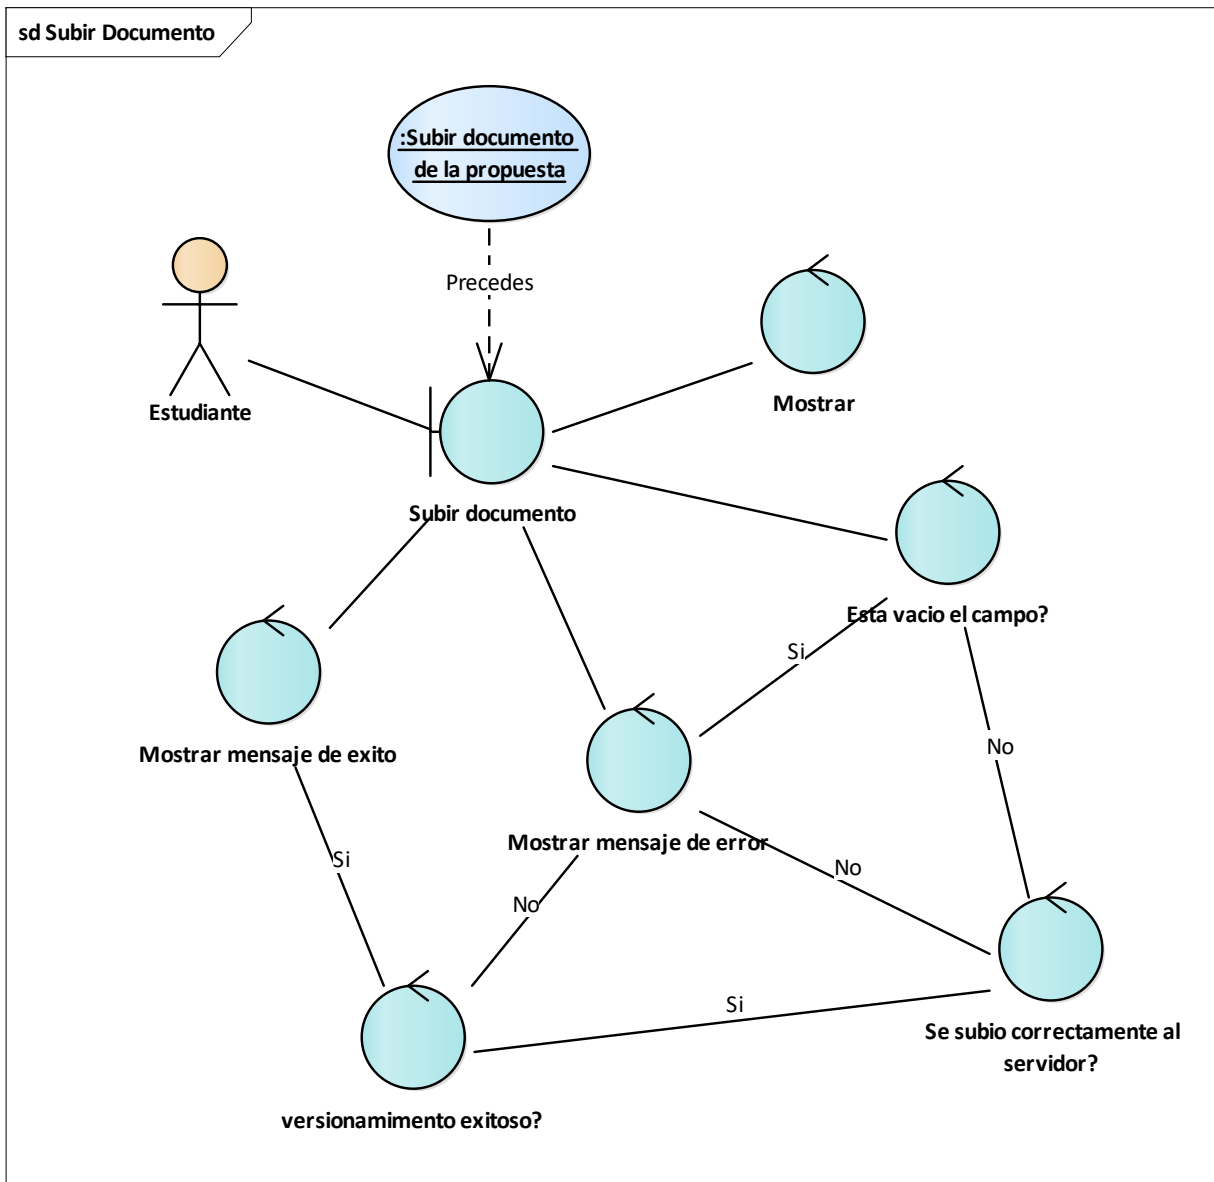 sd Subir Documento
:Subir documento
de la propuesta
Precedes
Estudiante
Mostrar
Subir documento
Esta vacio el campo?
Si
No
Mostrar mensaje de exito
Mostrar mensaje de error
Si
No
No
Si
Se subio correctamente al
servidor?
versionamimento exitoso?